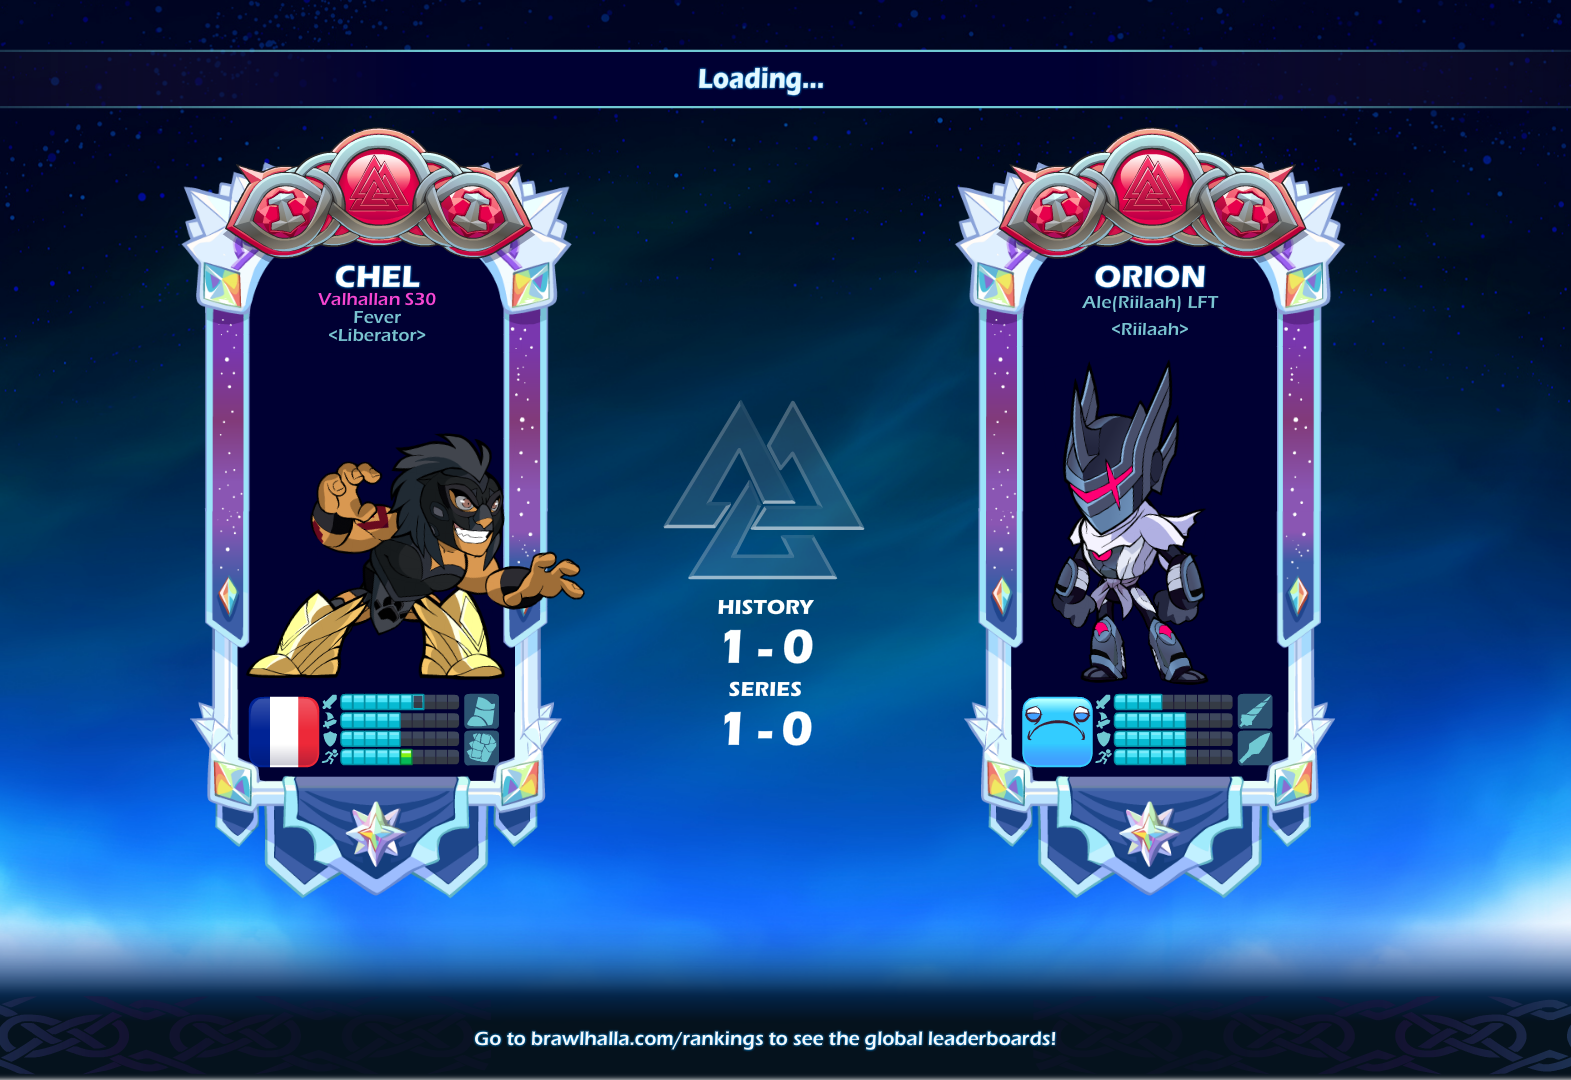 Loading...
CHEL
Valhallan S30
Fever
<Liberator>
ORION
Ale(Riilaah) LFT
<Riilaah>
HISTORY
1 - 0
SERIES
1 - 0
Go to brawlhalla.com/rankings to see the global leaderboards!